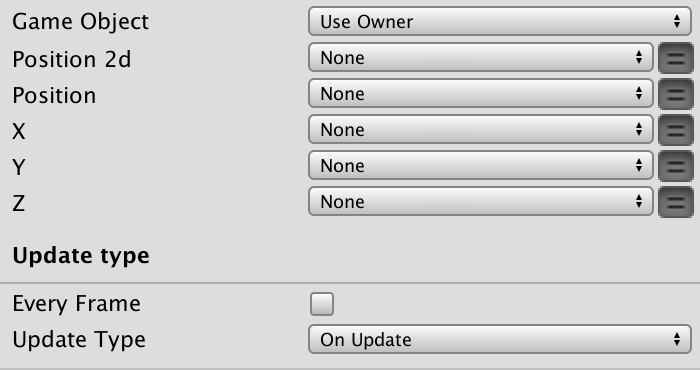 Game Object Use Owner
Position 2d None
Position None
X None
Y None
Z None
Update type
Every Frame
Update Type On Update